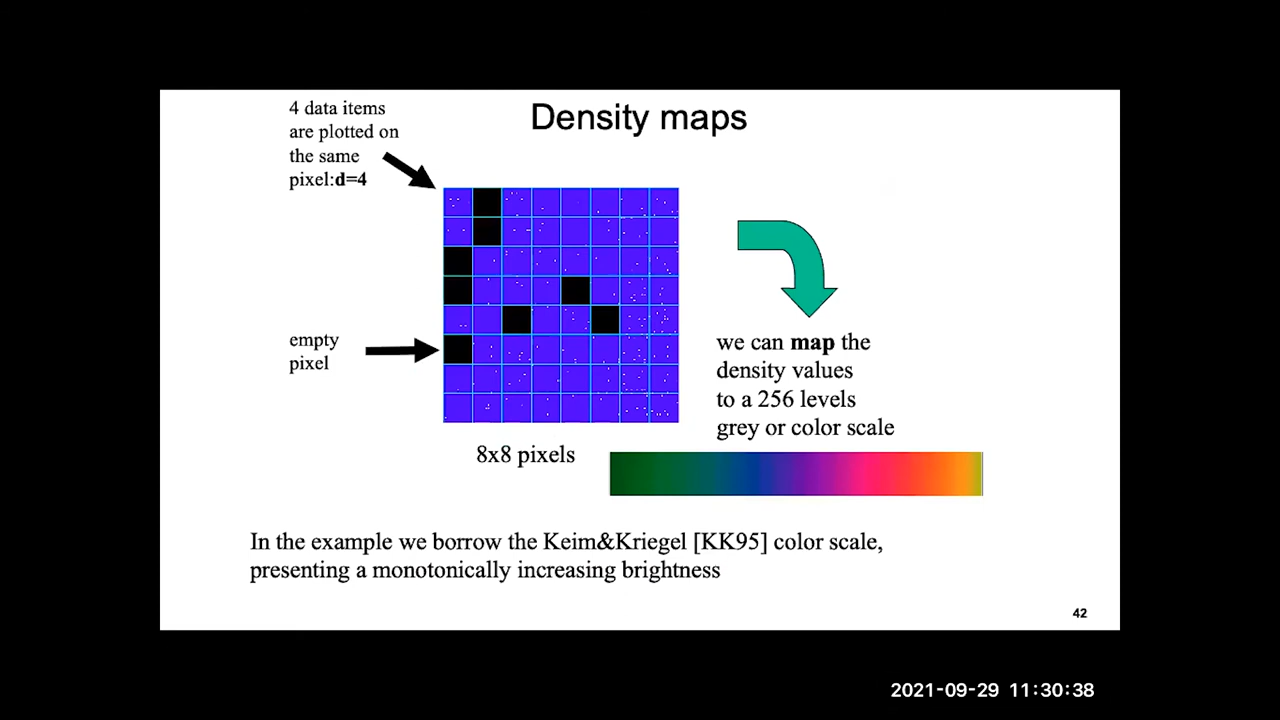 4 data items
are plotted on
the same
pixel:d=4
Density maps
empty
pixel
we can map the
density values
to a 256 levels
grey or color scale
8x8 pixels
In the example we borrow the Keim&Kriegel [KK95] color scale,
presenting a monotonically increasing brightness
42
2021-09-29 11:30:38